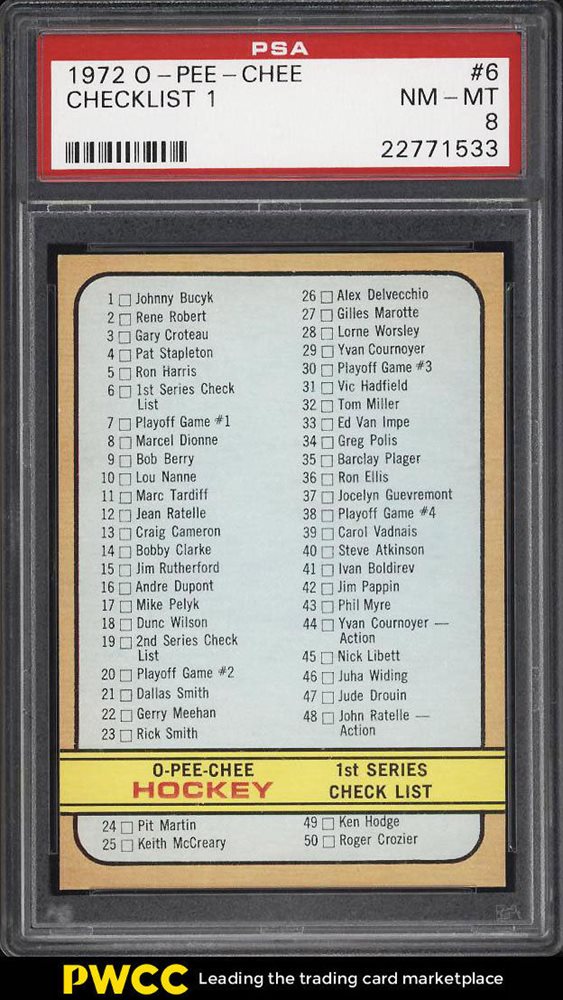 PSA
1972 O-PEE-CHEE #6
CHECKLIST 1 NM-MT
8
22771533
1 Johnny Bucyk
2 Rene Robert
3 Gary Croteau
4 Pat Stapleton
5 Ron Harris
6 1st Series Check
List
7 Playoff Game #1
8 Marcel Dionne
9 Bob Berry
10 Lou Nanne
11 Marc Tardiff
12 Jean Ratelle
13 Craig Cameron
14 Bobby Clarke
15 Jim Rutherford
16 Andre Dupont
17 Mike Pelyk
18 Dunc Wilson
19 2nd Series Check
List
20 Playoff Game #2
21 Dallas Smith
22 Gerry Meehan
23 Rick Smith
26 Alex Delvecchio
27 Gilles Marotte
28 Lorne Worsley
29 Yvan Cournoyer
30 Playoff Game #3
31 Vic Hadfield
32 Tom Miller
33 Ed Van Impe
34 Greg Polis
35 Barclay Plager
36 Ron Ellis
37 Jocelyn Guevremont
38 Playoff Game #4
39 Carol Vadnais
40 Steve Atkinson
41 Ivan Boldirev
42 Jim Pappin
43 Phil Myre
44 Yvan Cournoyer —
Action
45 Nick Libett
46 Juha Widing
47 Jude Drouin
48 John Ratelle —
Action
O-PEE-CHEE
HOCKEY
1st SERIES
CHECK LIST
24 Pit Martin
25 Keith McCreary
49 Ken Hodge
50 Roger Crozier
PWCC Leading the trading card marketplace